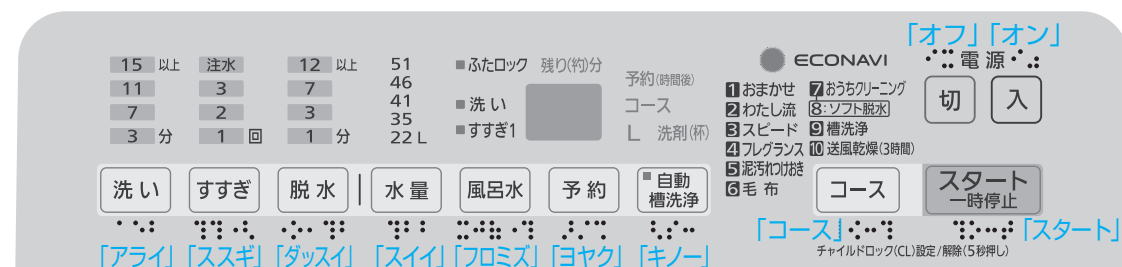 「オフ」「オン」
ECONAVI 電源
切 入
15 以上 注水 12 以上 51
11 3 7 46
7 2 3 41
35
3 分 1 回 1 分 22 L
ふたロック 残り(約)分
洗い
すすぎ1
予約(時間後)
コース
L 洗剤(杯)
1 おまかせ 7 おうちクリーニング
2 わたし流 8:ソフト脱水
3 スピード 9 槽洗浄
4 フレグランス 10 送風乾燥(3時間)
5 泥汚れつけおき
6 毛布
洗い すすぎ 脱水 水量 風呂水 予約 自動槽洗浄 コース スタート一時停止
「アライ」「ススギ」「ダッスイ」「スイイ」「フロミズ」「ヨヤク」「キノー」「コース」「スタート」
チャイルドロック(CL)設定/解除(5秒押し)